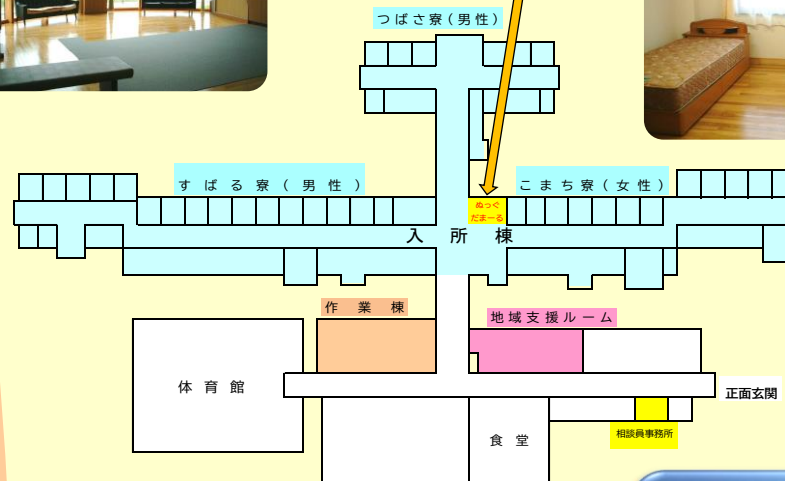 つばさ寮(男性)
すばる寮(男性)
こまち寮(女性)
ぬっぐ
だまーる
入所棟
作業棟
地域支援ルーム
体育館
正面玄関
相談員事務所
食堂